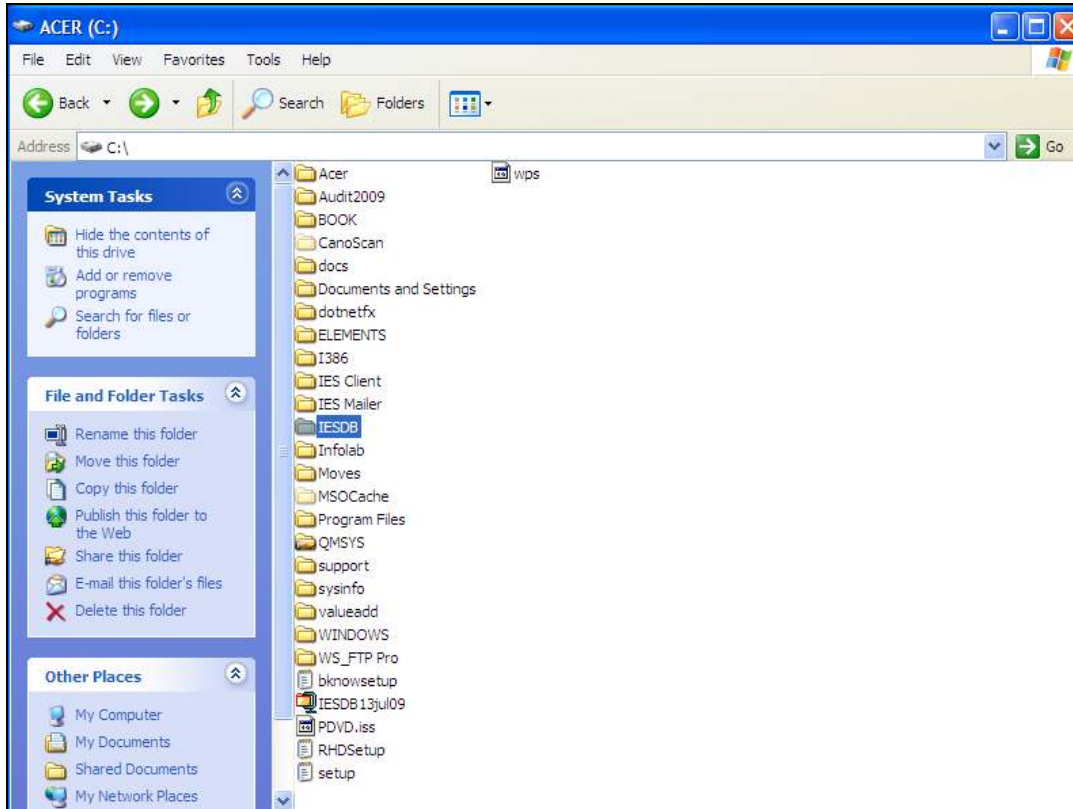 ACER (C:)
File Edit View Favorites Tools Help
Back Search Folders
Address C:\ Go
System Tasks
Hide the contents of
this drive
Add or remove
programs
Search for files or
folders
File and Folder Tasks
Rename this folder
Move this folder
Copy this folder
Publish this folder to
the Web
Share this folder
E-mail this folder's files
Delete this folder
Other Places
My Computer
My Documents
Shared Documents
My Network Places
Acer
Audit2009
BOOK
CanoScan
docs
Documents and Settings
dotnetfx
ELEMENTS
I386
IES Client
IES Mailer
IESDB
Infolab
Moves
MSOCache
Program Files
QMSYS
support
sysinfo
valueadd
WINDOWS
WS_FTP Pro
bknowsetup
IESDB13jul09
PDVD.iss
RHDSetup
setup
wps